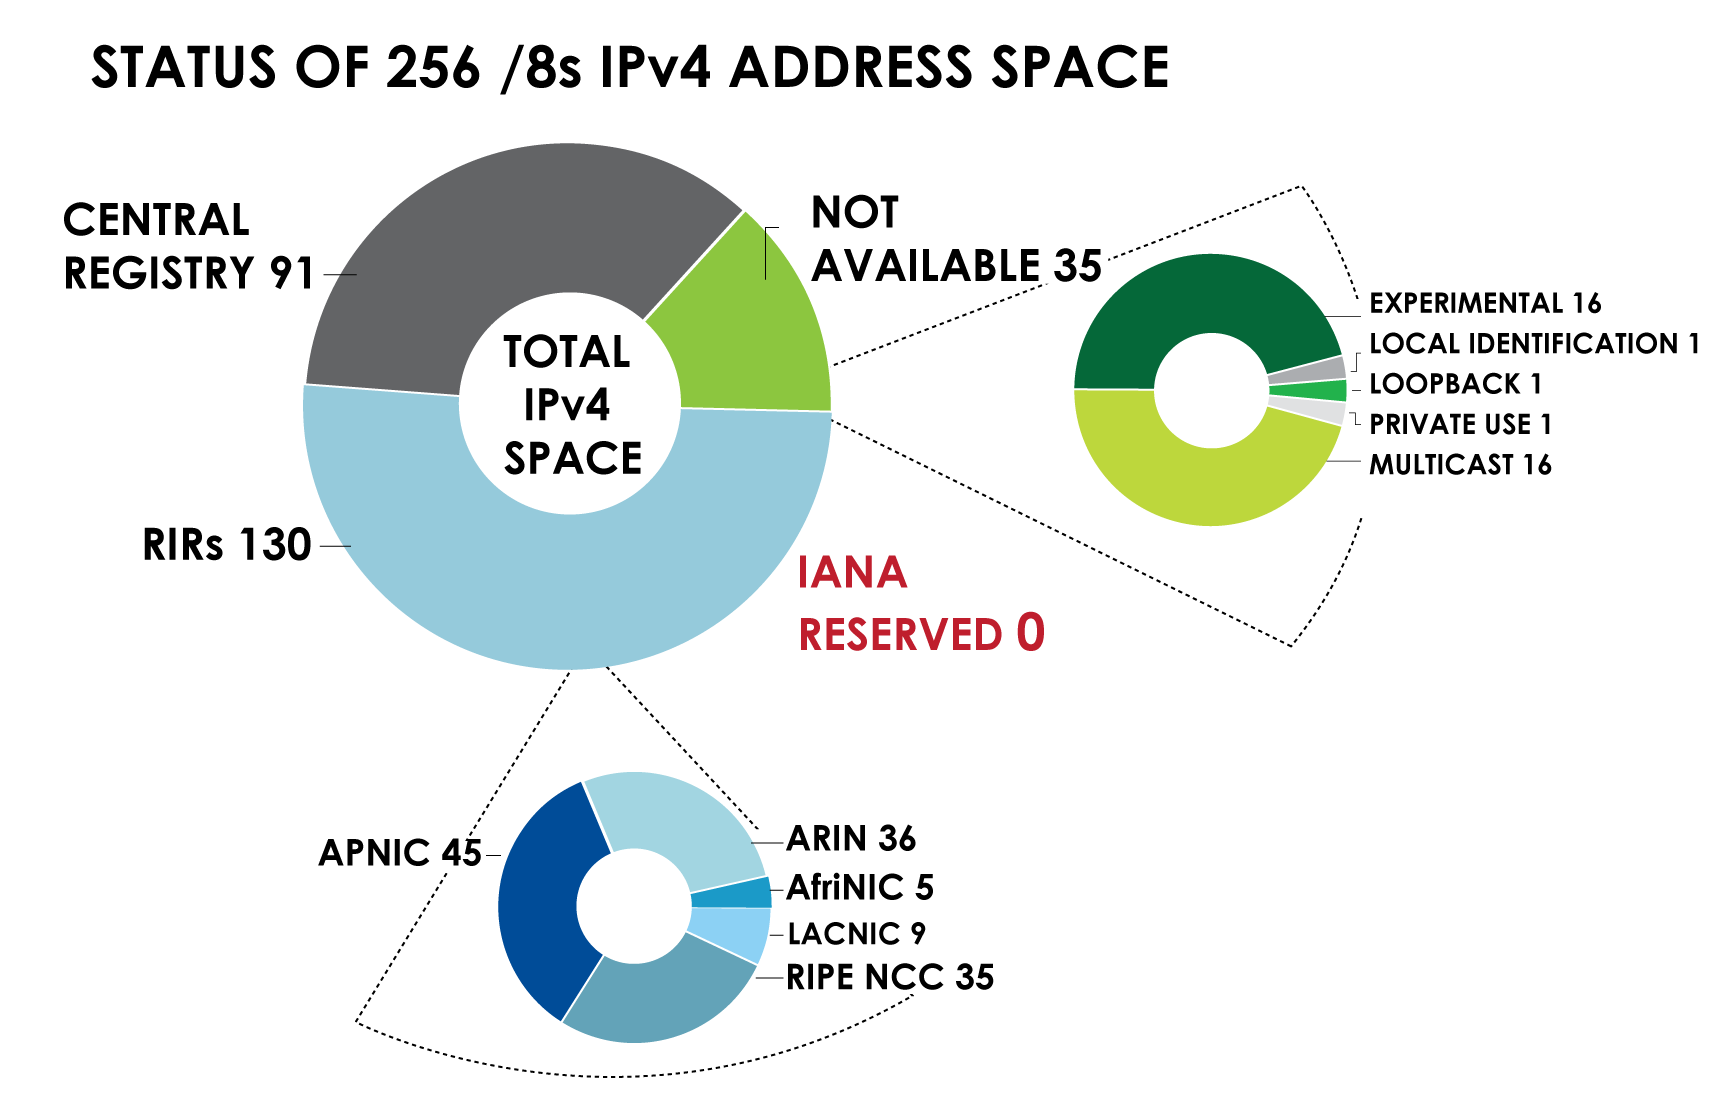 STATUS OF 256 /8s IPv4 ADDRESS SPACE
CENTRAL
REGISTRY 91
NOT
AVAILABLE 35
TOTAL
IPv4
SPACE
RIRs 130
IANA
RESERVED 0
EXPERIMENTAL 16
LOCAL IDENTIFICATION 1
LOOPBACK 1
PRIVATE USE 1
MULTICAST 16
APNIC 45
ARIN 36
AfriNIC 5
LACNIC 9
RIPE NCC 35